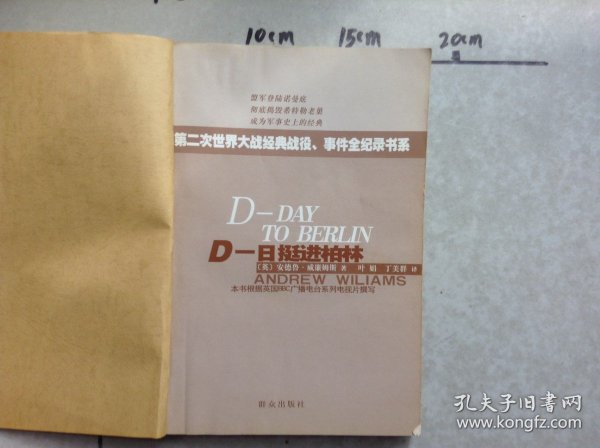 10cm 15cm 20cm
盟军登陆诺曼底
彻底捣毁希特勒老巢
成为军事史上的经典
第二次世界大战经典战役、事件全纪录书系
D－DAY
TO BERLIN
D－日挺进柏林
〔英〕安德鲁·威廉姆斯 著 叶娟 丁美群 译
ANDREW WILIAMS
本书根据英国BBC广播电台系列电视片撰写
群众出版社
孔夫子旧书网
www.kongfz.com